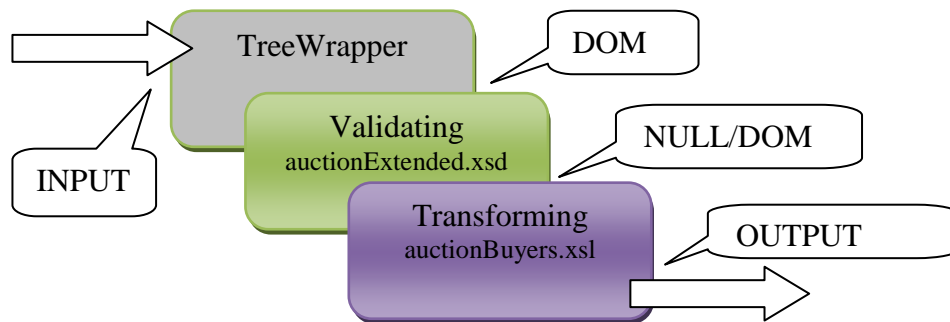 TreeWrapper
DOM
Validating
auctionExtended.xsd
NULL/DOM
INPUT
Transforming
auctionBuyers.xsl
OUTPUT